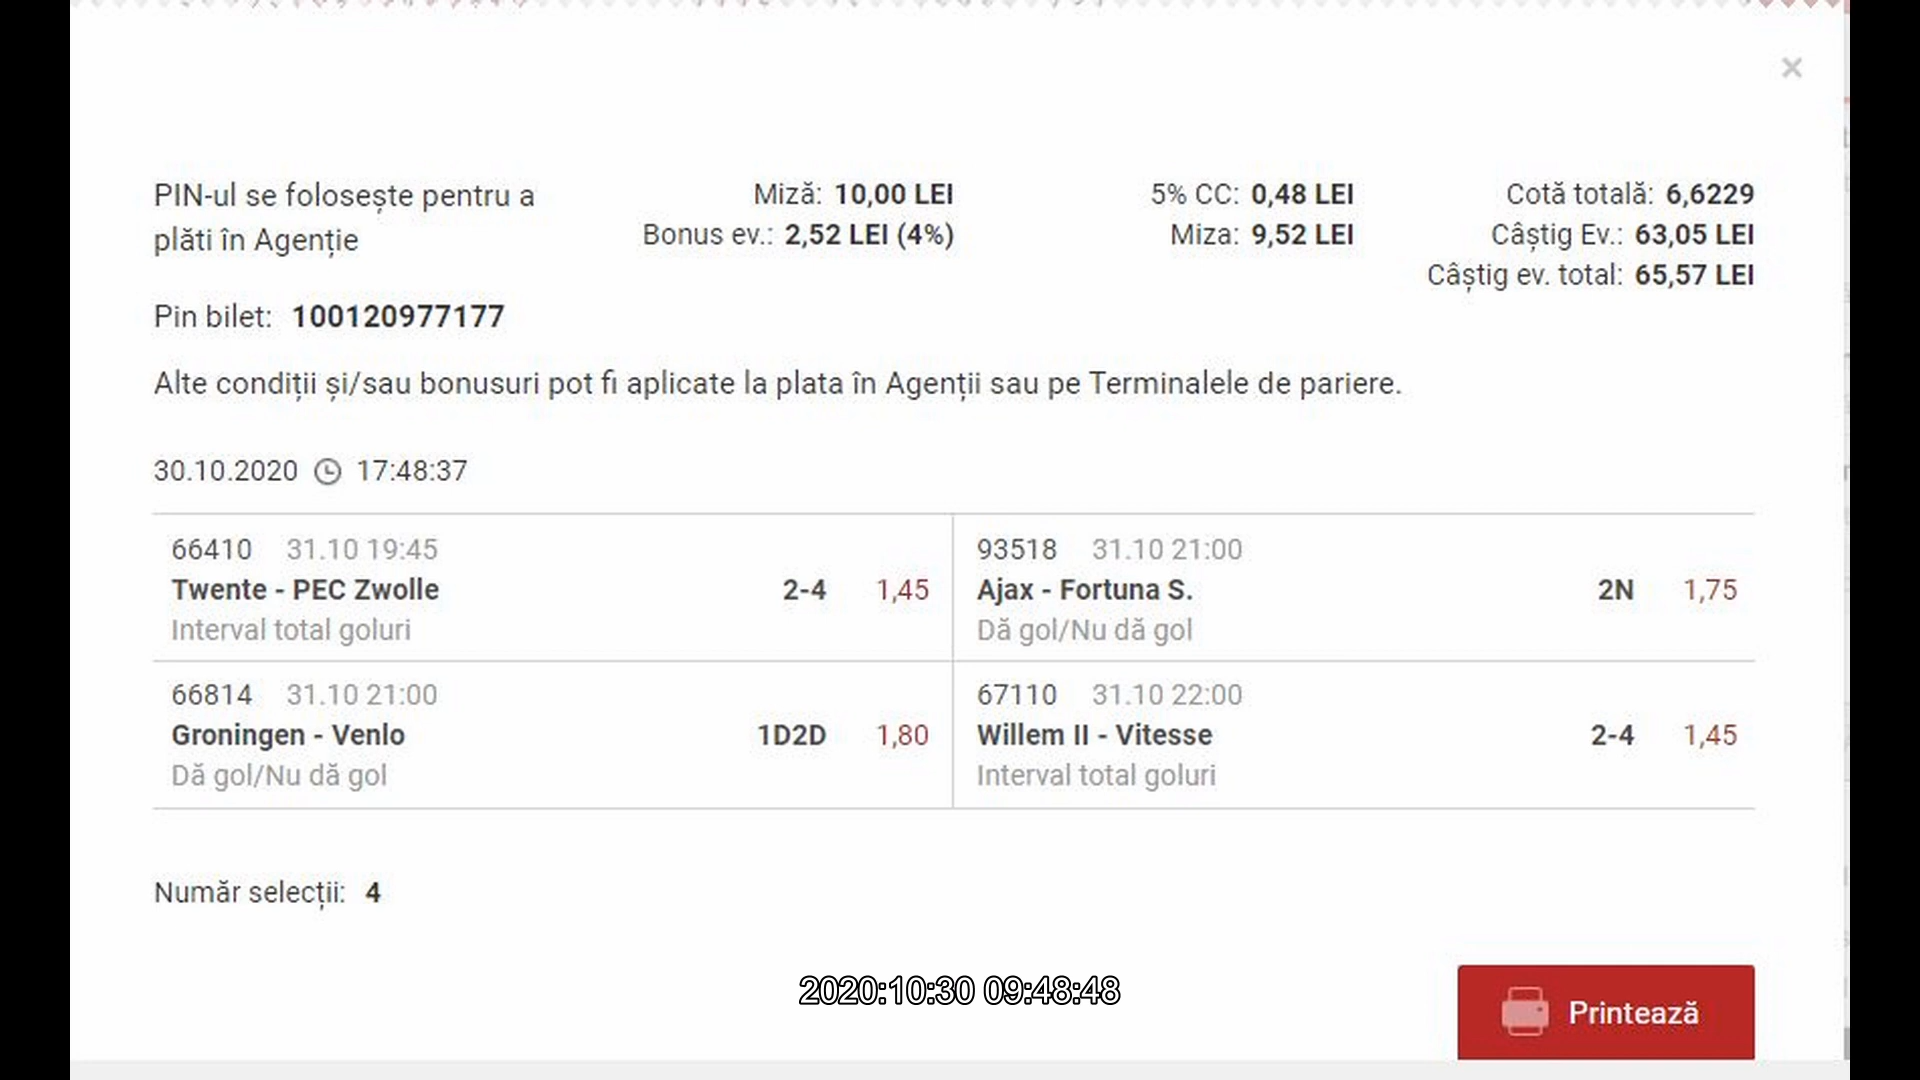 ×
PIN-ul se folosește pentru a
plăti în Agenție
Pin bilet: 100120977177
Miză: 10,00 LEI
Bonus ev.: 2,52 LEI (4%)
5% CC: 0,48 LEI
Miza: 9,52 LEI
Cotă totală: 6,6229
Câștig Ev.: 63,05 LEI
Câștig ev. total: 65,57 LEI
Alte condiții și/sau bonusuri pot fi aplicate la plata în Agenții sau pe Terminalele de pariere.
30.10.2020 17:48:37
66410 31.10 19:45
Twente - PEC Zwolle 2-4 1,45
Interval total goluri
93518 31.10 21:00
Ajax - Fortuna S. 2N 1,75
Dă gol/Nu dă gol
66814 31.10 21:00
Groningen - Venlo 1D2D 1,80
Dă gol/Nu dă gol
67110 31.10 22:00
Willem II - Vitesse 2-4 1,45
Interval total goluri
Număr selecții: 4
2020:10:30 09:48:48
Printează